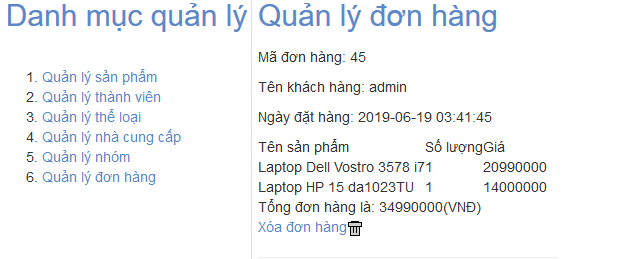 Danh mục quản lý
1. Quản lý sản phẩm
2. Quản lý thành viên
3. Quản lý thể loại
4. Quản lý nhà cung cấp
5. Quản lý nhóm
6. Quản lý đơn hàng
Quản lý đơn hàng
Mã đơn hàng: 45
Tên khách hàng: admin
Ngày đặt hàng: 2019-06-19 03:41:45
Tên sản phẩm Số lượng Giá
Laptop Dell Vostro 3578 i7 1 20990000
Laptop HP 15 da1023TU 1 14000000
Tổng đơn hàng là: 34990000(VNĐ)
Xóa đơn hàng